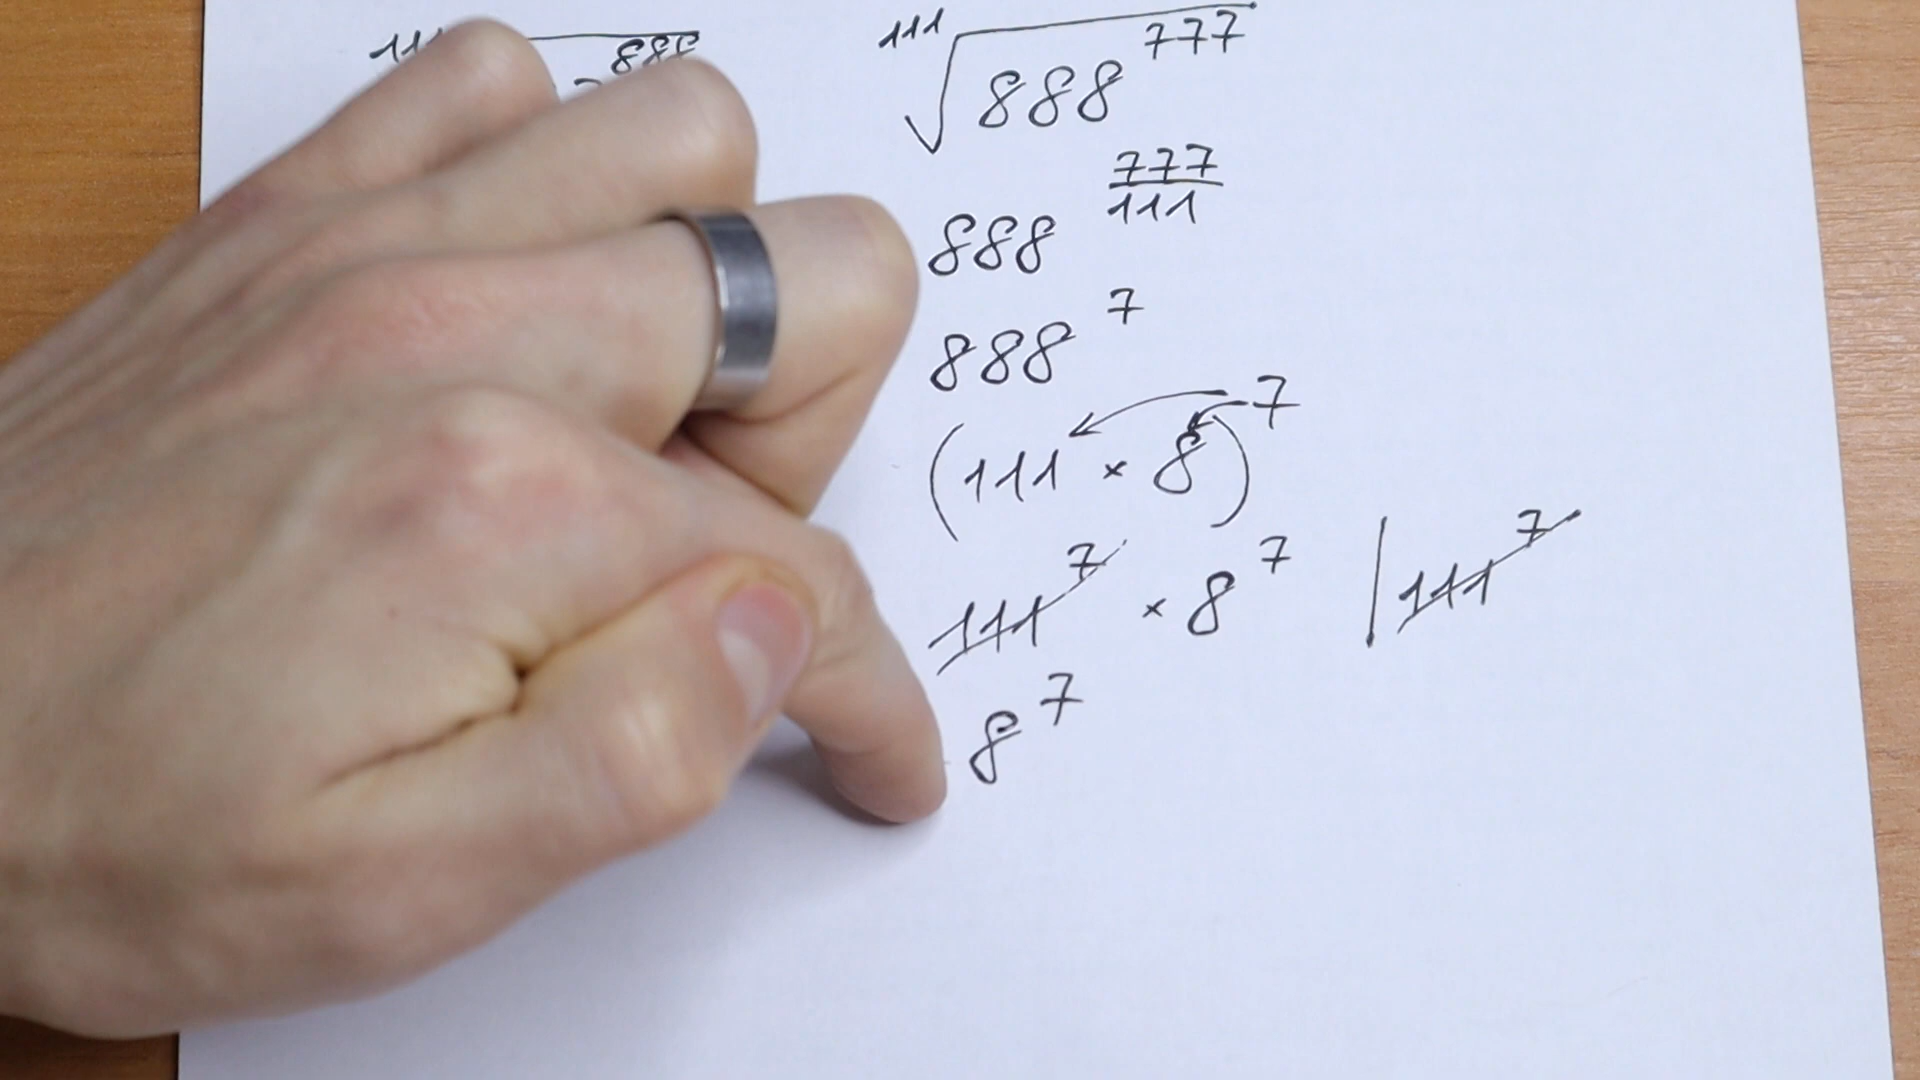 111√888^777
888^(777/111)
888^7
(111 × 8)^7
111^7 × 8^7 | 111^7
8^7